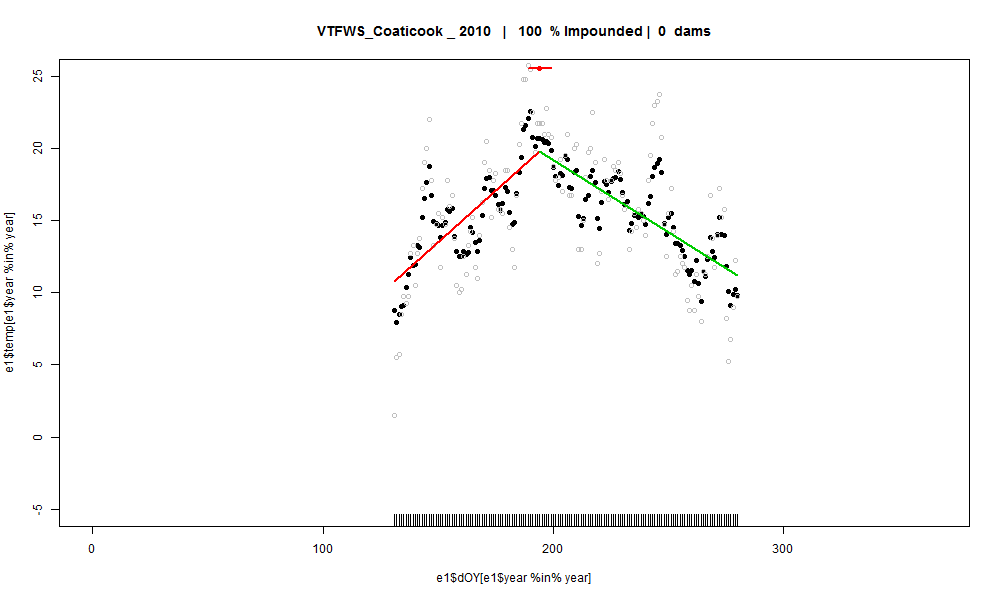 VTFWS_Coaticook _ 2010 | 100 % Impounded | 0 dams
e1$temp[e1$year %in% year]
25
20
15
10
5
0
-5
0 100 200 300
e1$dOY[e1$year %in% year]